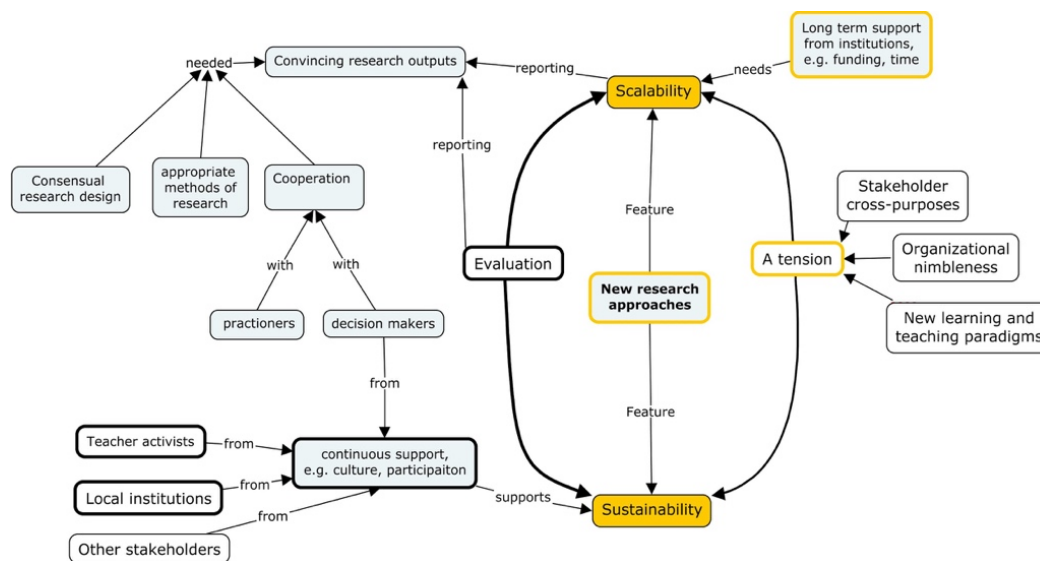 Long term support
from institutions,
e.g. funding, time
needed
Convincing research outputs
reporting
needs
Scalability
reporting
Consensual
research design
appropriate
methods of
research
Cooperation
Stakeholder
cross-purposes
Feature
Organizational
nimbleness
Evaluation
A tension
with
with
New research
approaches
New learning and
teaching paradigms
practioners
decision makers
from
Feature
Teacher activists
from
continuous support,
e.g. culture, participaiton
Local institutions
from
supports
Sustainability
from
Other stakeholders